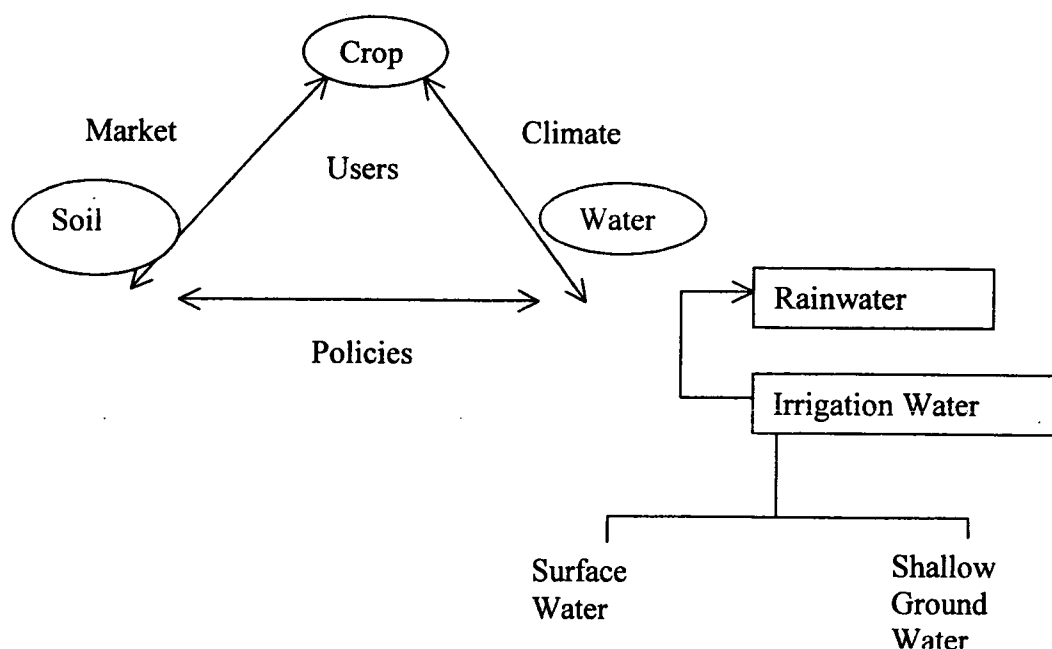 Crop
Market
Climate
Users
Soil
Water
Rainwater
Policies
Irrigation Water
Surface
Water
Shallow
Ground
Water